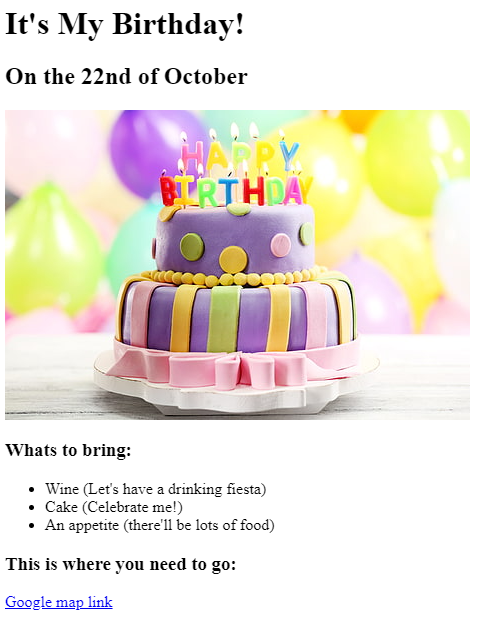 It's My Birthday!
On the 22nd of October
HAPPY
BIRTHDAY
Whats to bring:
Wine (Let's have a drinking fiesta)
Cake (Celebrate me!)
An appetite (there'll be lots of food)
This is where you need to go:
Google map link